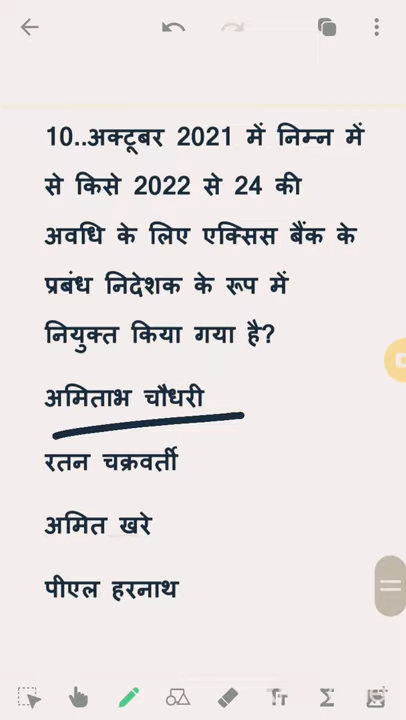 10..अक्टूबर 2021 में निम्न में
से किसे 2022 से 24 की
अवधि के लिए एक्सिस बैंक के
प्रबंध निदेशक के रूप में
नियुक्त किया गया है?
अमिताभ चौधरी
रतन चक्रवर्ती
अमित खरे
पीएल हरनाथ